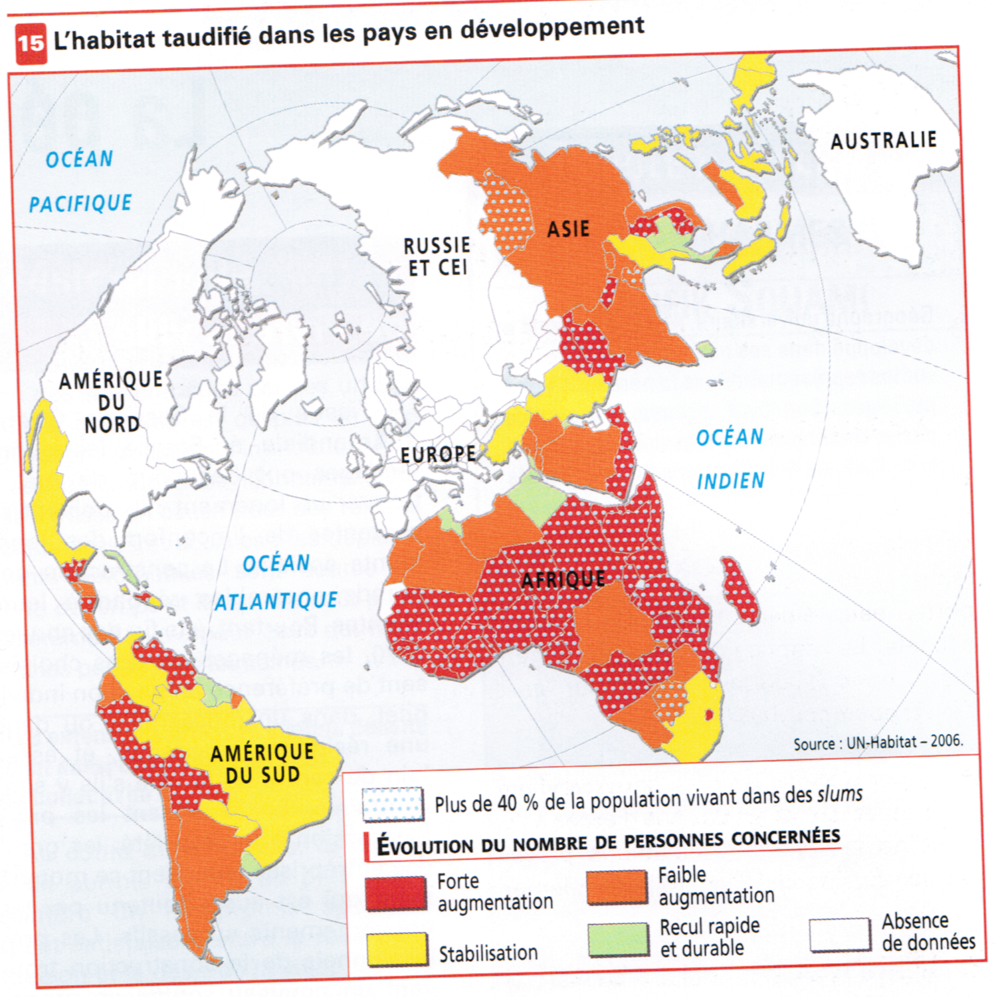 15 L'habitat taudifié dans les pays en développement
OCÉAN
PACIFIQUE
AUSTRALIE
RUSSIE
ET CEI
ASIE
AMÉRIQUE
DU
NORD
EUROPE
OCÉAN
INDIEN
OCÉAN
ATLANTIQUE
AFRIQUE
AMÉRIQUE
DU SUD
Source : UN-Habitat – 2006.
Plus de 40 % de la population vivant dans des slums
ÉVOLUTION DU NOMBRE DE PERSONNES CONCERNÉES
Forte
augmentation
Faible
augmentation
Stabilisation
Recul rapide
et durable
Absence
de données